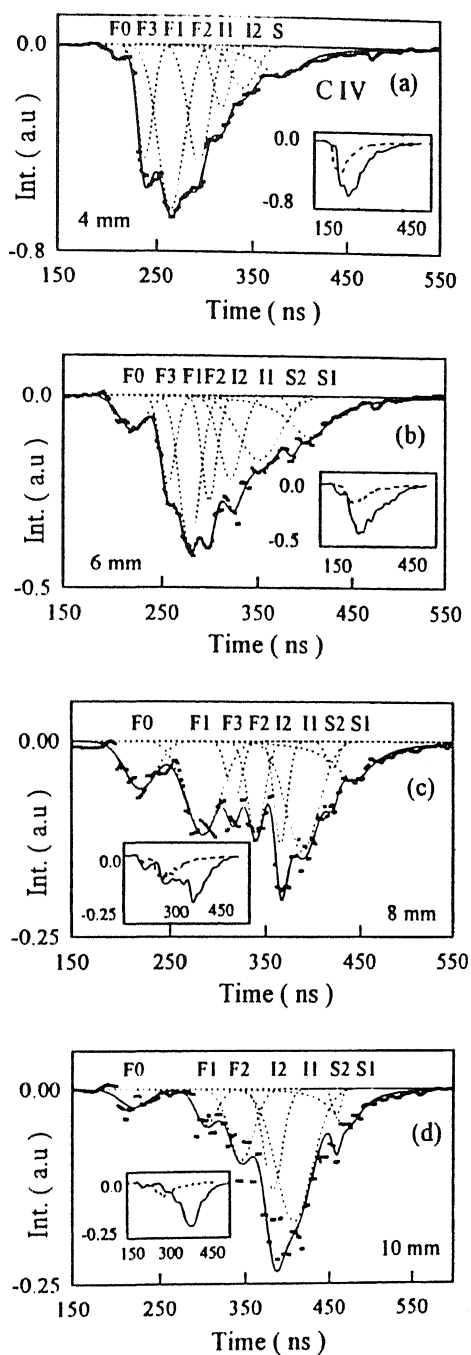 F0 F3 F1 F2 I1 I2 S
0.0
C IV
(a)
Int. ( a.u )
0.0
-0.8
150 450
4 mm
-0.8
150 250 350 450 550
Time ( ns )
F0 F3 F1 F2 I2 I1 S2 S1
0.0
(b)
Int. ( a.u )
0.0
-0.5
150 450
6 mm
-0.5
150 250 350 450 550
Time ( ns )
F0 F1 F3 F2 I2 I1 S2 S1
0.00
(c)
Int. ( a.u )
0.0
-0.25
300 450
8 mm
-0.25
150 250 350 450 550
Time ( ns )
F0 F1 F2 I2 I1 S2 S1
0.00
(d)
Int. ( a.u )
0.0
-0.25
150 300 450
10 mm
-0.25
150 250 350 450 600
Time ( ns )